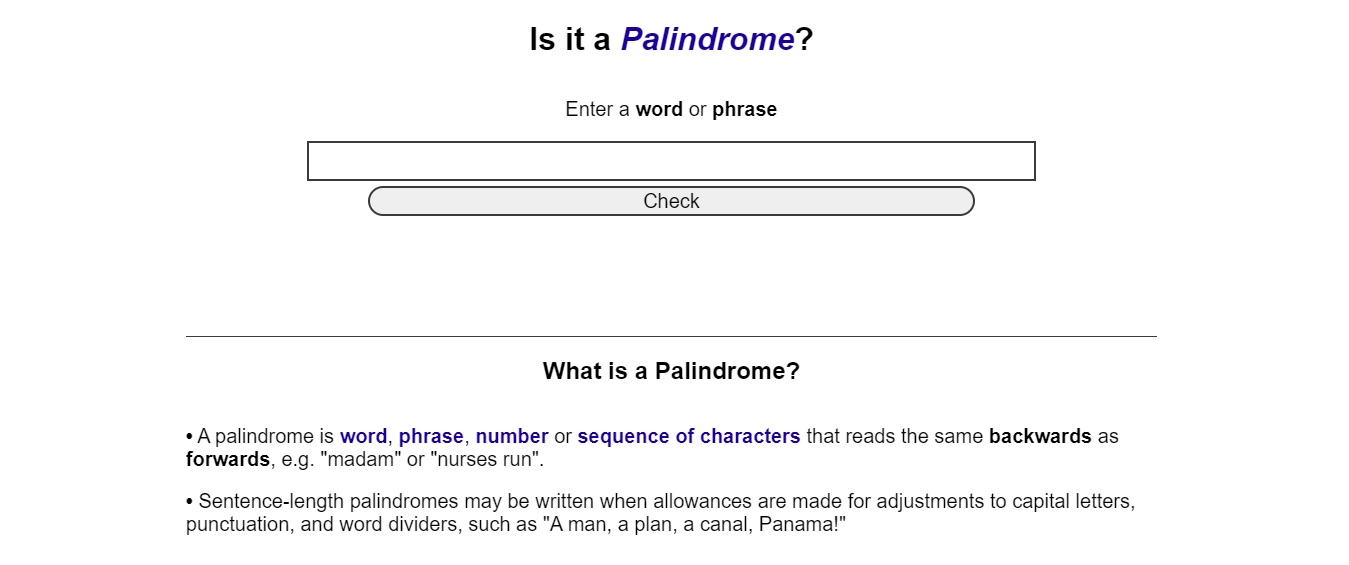 Is it a Palindrome?
Enter a word or phrase
Check
What is a Palindrome?
• A palindrome is word, phrase, number or sequence of characters that reads the same backwards as
forwards, e.g. "madam" or "nurses run".
• Sentence-length palindromes may be written when allowances are made for adjustments to capital letters,
punctuation, and word dividers, such as "A man, a plan, a canal, Panama!"